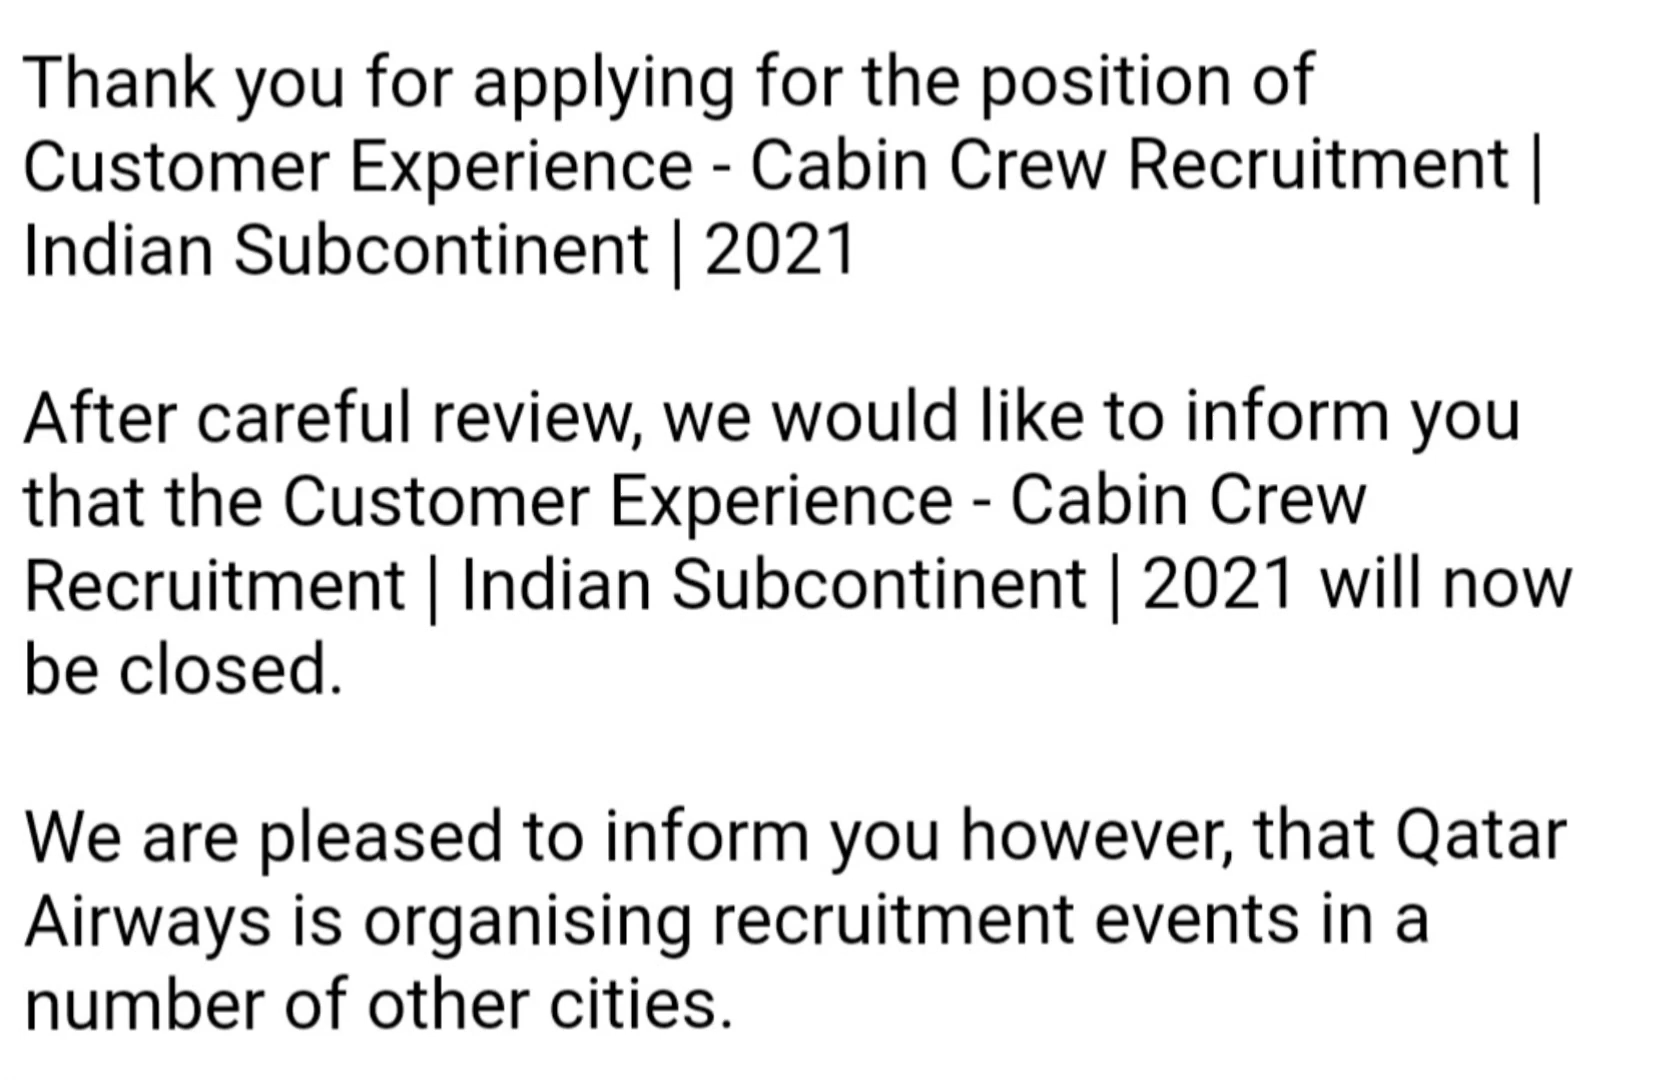 Thank you for applying for the position of
Customer Experience - Cabin Crew Recruitment |
Indian Subcontinent | 2021
After careful review, we would like to inform you
that the Customer Experience - Cabin Crew
Recruitment | Indian Subcontinent | 2021 will now
be closed.
We are pleased to inform you however, that Qatar
Airways is organising recruitment events in a
number of other cities.